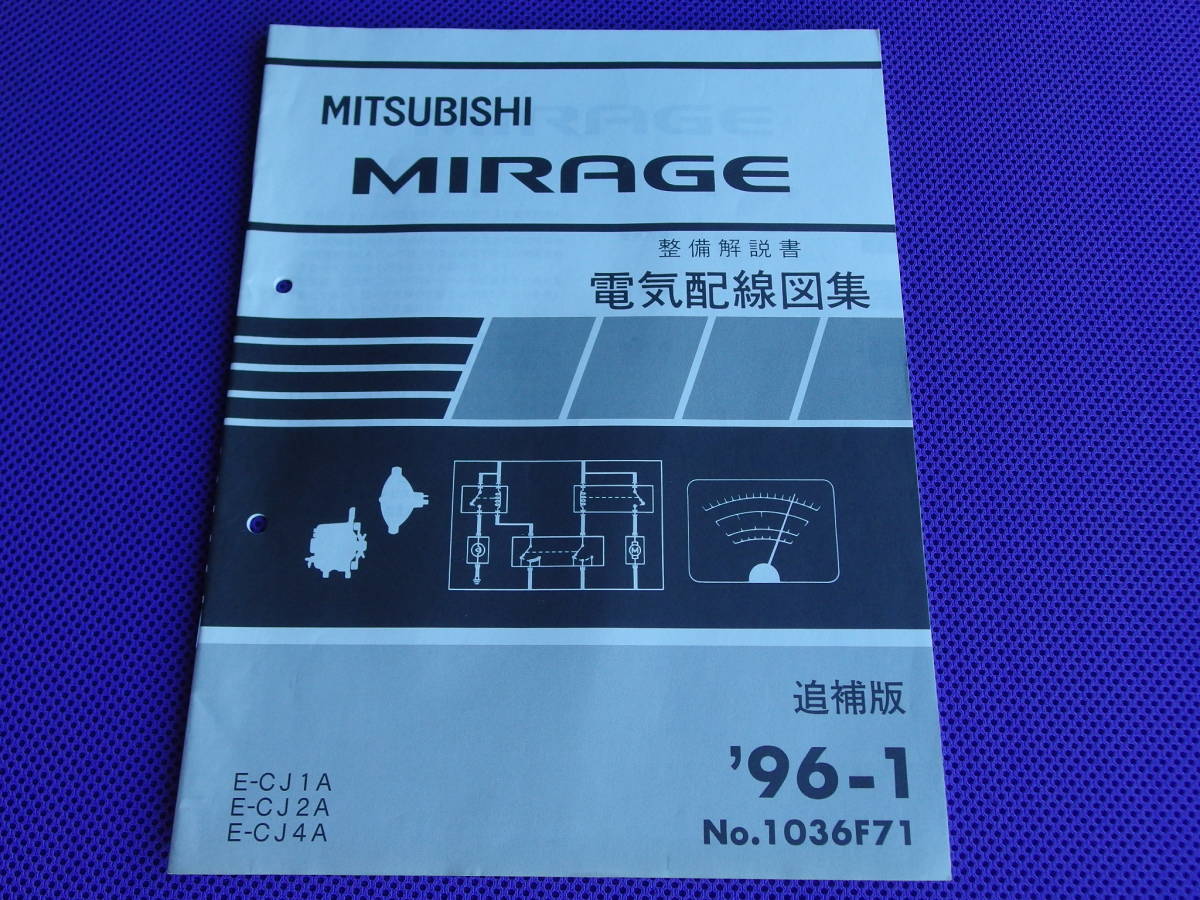 MITSUBISHI
MIRAGE
整備解説書
電気配線図集
M
追補版
'96-1
No.1036F71
E-CJ1A
E-CJ2A
E-CJ4A